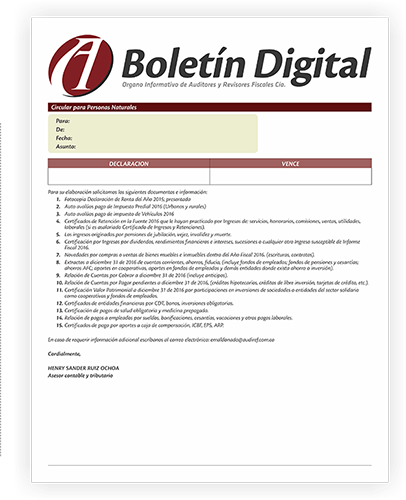 A
Boletín Digital
Organo Informativo de Auditores y Revisores Fiscales Cía.
Circular para Personas Naturales
Para:
De:
Fecha:
Asunto:
DECLARACION VENCE
Para su elaboración solicitamos los siguientes documentos e información:
1. Fotocopia Declaración de Renta del Año 2015, presentada
2. Auto avalúos pago de Impuesto Predial 2016 (Urbanos y rurales)
3. Auto avalúos pago de impuesto de Vehículos 2016
4. Certificados de Retención en la Fuente 2016 que le hayan practicado por Ingresos de: servicios, honorarios, comisiones, ventas, utilidades,
laborales (si es asalariado Certificado de Ingresos y Retenciones).
5. Los ingresos originados por pensiones de jubilación, vejez, invalidez y muerte.
6. Certificación por Ingresos por dividendos, rendimientos financieros e intereses, sucesiones o cualquier otro ingreso susceptible de Informe
Fiscal 2016.
7. Novedades por compras o ventas de bienes muebles e inmuebles dentro del Año Fiscal 2016. (escrituras, contratos).
8. Extractos a diciembre 31 de 2016 de cuentas corrientes, ahorros, fiducia, (incluye fondos de empleados, fondos de pensiones y cesantías;
ahorros AFC; aportes en cooperativas, aportes en fondos de empleados y demás entidades donde exista ahorro o inversión).
9. Relación de Cuentas por Cobrar a diciembre 31 de 2016 (incluye anticipos).
10. Relación de Cuentas por Pagar pendientes a diciembre 31 de 2016, (créditos hipotecarios, créditos de libre inversión, tarjetas de crédito, etc.).
11. Certificación Valor Patrimonial a diciembre 31 de 2016 por participaciones en inversiones de sociedades o entidades del sector solidario
como cooperativas y fondos de empleados.
12. Certificados de entidades financieras por CDT, bonos, inversiones obligatorias.
13. Certificación de pagos de salud obligatoria y medicina prepagada.
14. Relación de pagos a empleados por sueldos, bonificaciones, cesantías, vacaciones y otros pagos laborales.
15. Certificados de pago por aportes a caja de compensación, ICBF, EPS, ARP.
En caso de requerir información adicional escribanos al correo electrónico: emaldonado@audinf.com.co
Cordialmente,
HENRY SANDER RUIZ OCHOA
Asesor contable y tributario